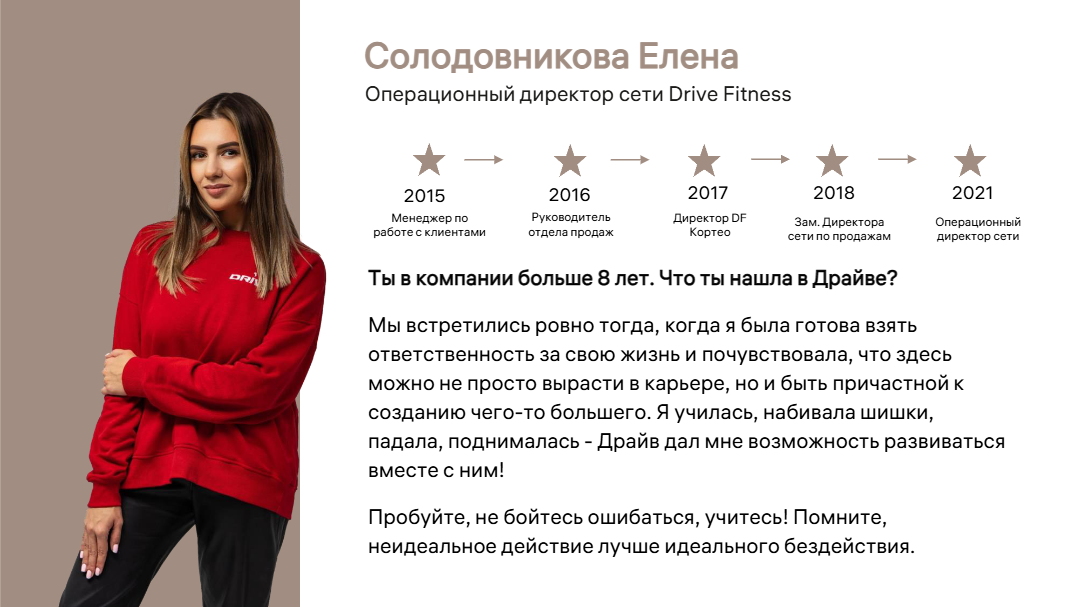 Солодовникова Елена
Операционный директор сети Drive Fitness
2015
Менеджер по
работе с клиентами
2016
Руководитель
отдела продаж
2017
Директор DF
Кортео
2018
Зам. Директора
сети по продажам
2021
Операционный
директор сети
DRIV
Ты в компании больше 8 лет. Что ты нашла в Драйве?
Мы встретились ровно тогда, когда я была готова взять
ответственность за свою жизнь и почувствовала, что здесь
можно не просто вырасти в карьере, но и быть причастной к
созданию чего-то большего. Я училась, набивала шишки,
падала, поднималась - Драйв дал мне возможность развиваться
вместе с ним!
Пробуйте, не бойтесь ошибаться, учитесь! Помните,
неидеальное действие лучше идеального бездействия.